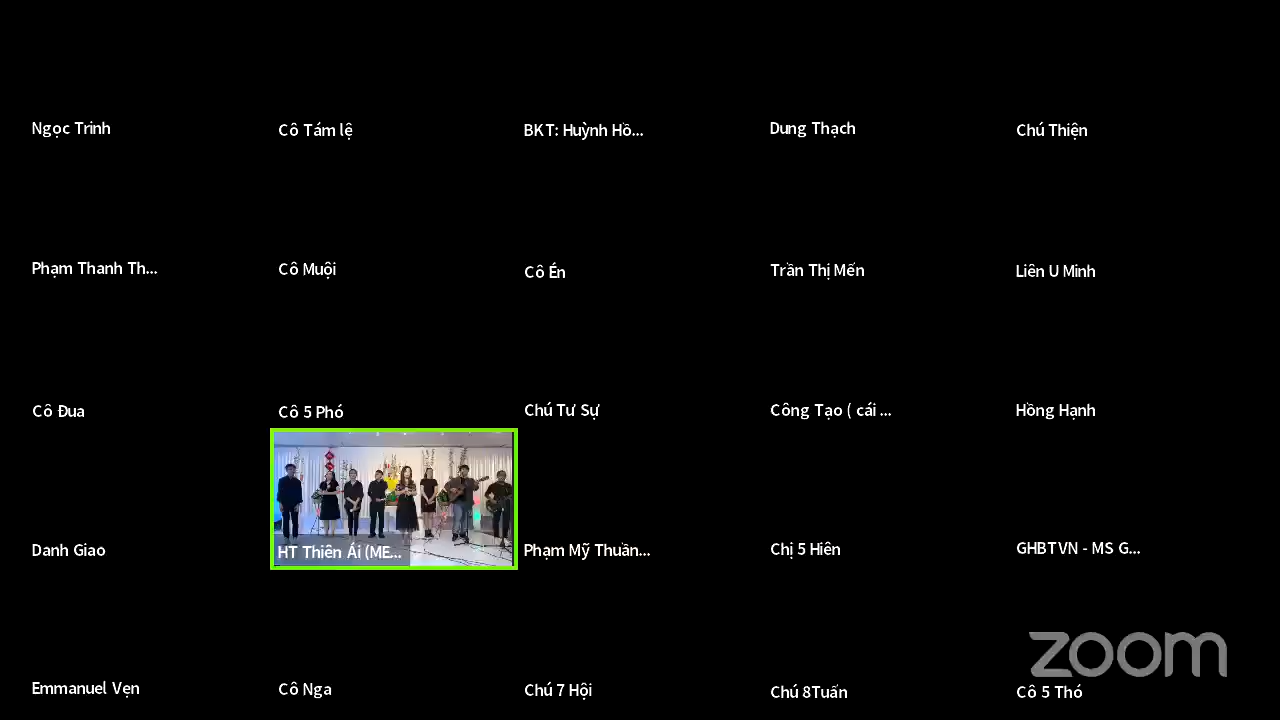 Ngọc Trinh
Cô Tám lệ
BKT: Huỳnh Hồ...
Dung Thạch
Chú Thiện
Phạm Thanh Th...
Cô Muội
Cô Én
Trần Thị Mến
Liên U Minh
Cô Đua
Cô 5 Phó
Chú Tư Sự
Công Tạo ( cái ...
Hồng Hạnh
Danh Giao
HT Thiên Ái (ME...
Phạm Mỹ Thuần...
Chị 5 Hiên
GHBTVN - MS G...
Emmanuel Vẹn
Cô Nga
Chú 7 Hội
Chú 8Tuấn
Cô 5 Thó
zoom